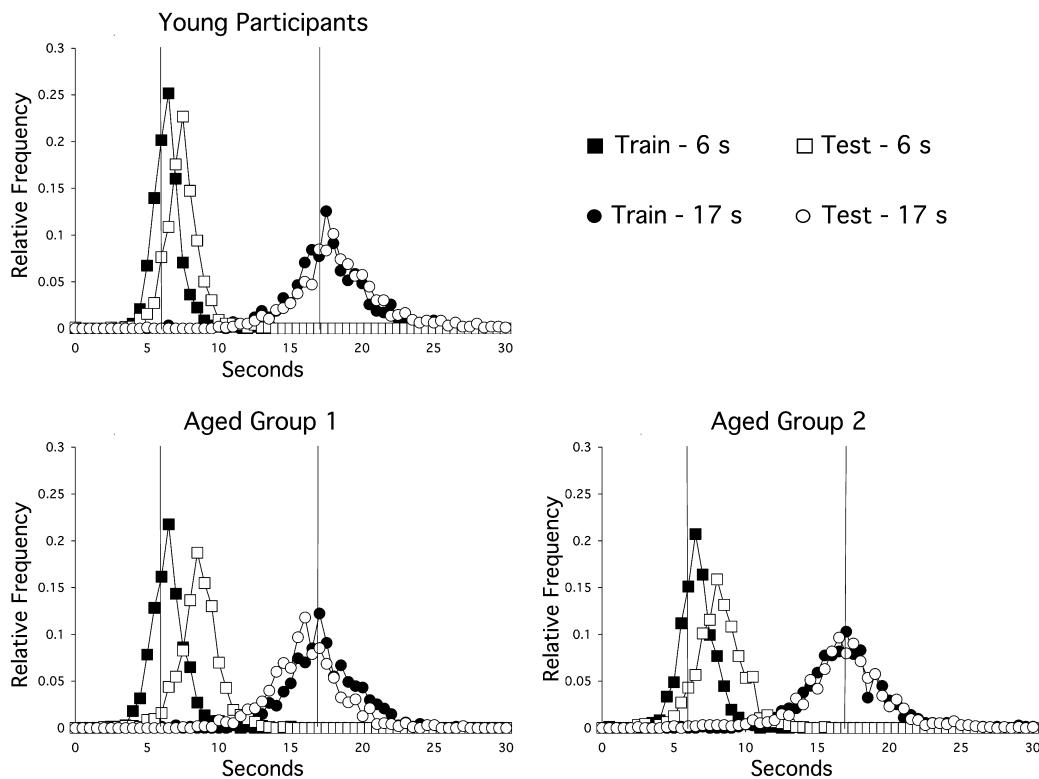 Young Participants
0.3
0.25
0.2
0.15
0.1
0.05
0
Relative Frequency
0 5 10 15 20 25 30
Seconds
Train - 6 s Test - 6 s
Train - 17 s Test - 17 s
Aged Group 1
0.3
0.25
0.2
0.15
0.1
0.05
0
Relative Frequency
0 5 10 15 20 25 30
Seconds
Aged Group 2
0.3
0.25
0.2
0.15
0.1
0.05
0
Relative Frequency
0 5 10 15 20 25 30
Seconds